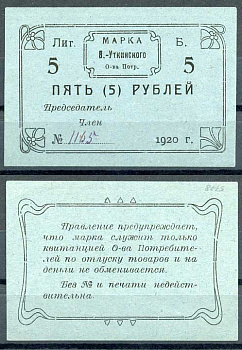 Лит. МАРКА Б.
В.-Уткинского
5 О-ва Потр. 5
ПЯТЬ (5) РУБЛЕЙ
Председатель
Член
№ 1165 1920 г.
Правление предупреждает,
что марка служит только
квитанцией О-ва Потребите-
лей по отпуску товаров и на
деньги не обменивается.
Без № и печати недейст-
вительна.